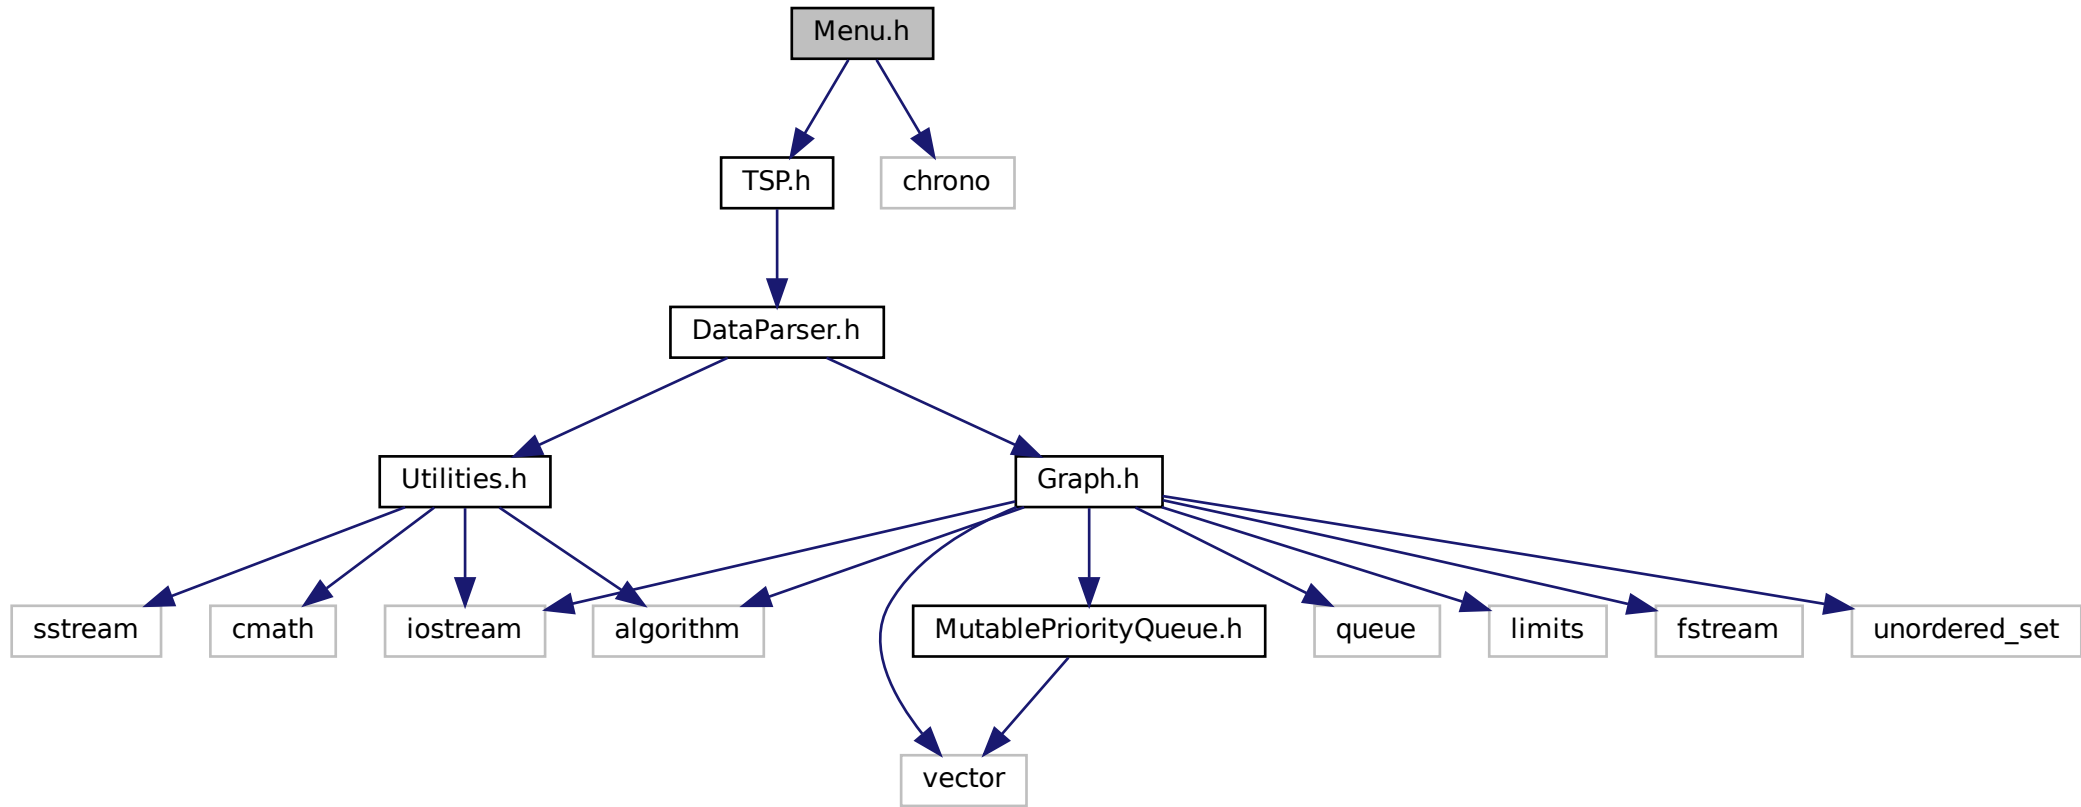 Menu.h
TSP.h
chrono
DataParser.h
Utilities.h
Graph.h
sstream
cmath
iostream
algorithm
MutablePriorityQueue.h
queue
limits
fstream
unordered_set
vector